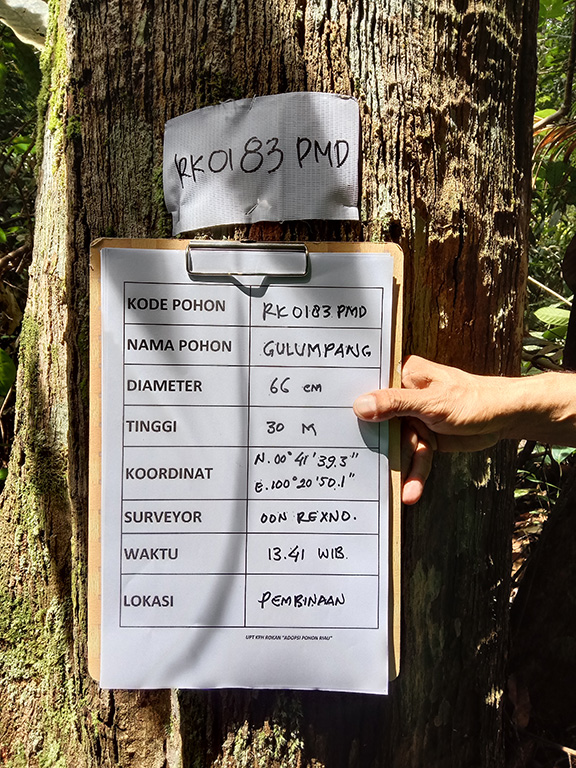 RK0183 PMD
KODE POHON RK0183 PMD
NAMA POHON GULUMPANG
DIAMETER 66 cm
TINGGI 30 M
KOORDINAT N. 00° 41' 39.3"
E. 100° 20' 50.1"
SURVEYOR OON REXNO.
WAKTU 13.41 WIB.
LOKASI PEMBINAAN
UPT KPH ROKAN "ADOPSI POHON RIAU"